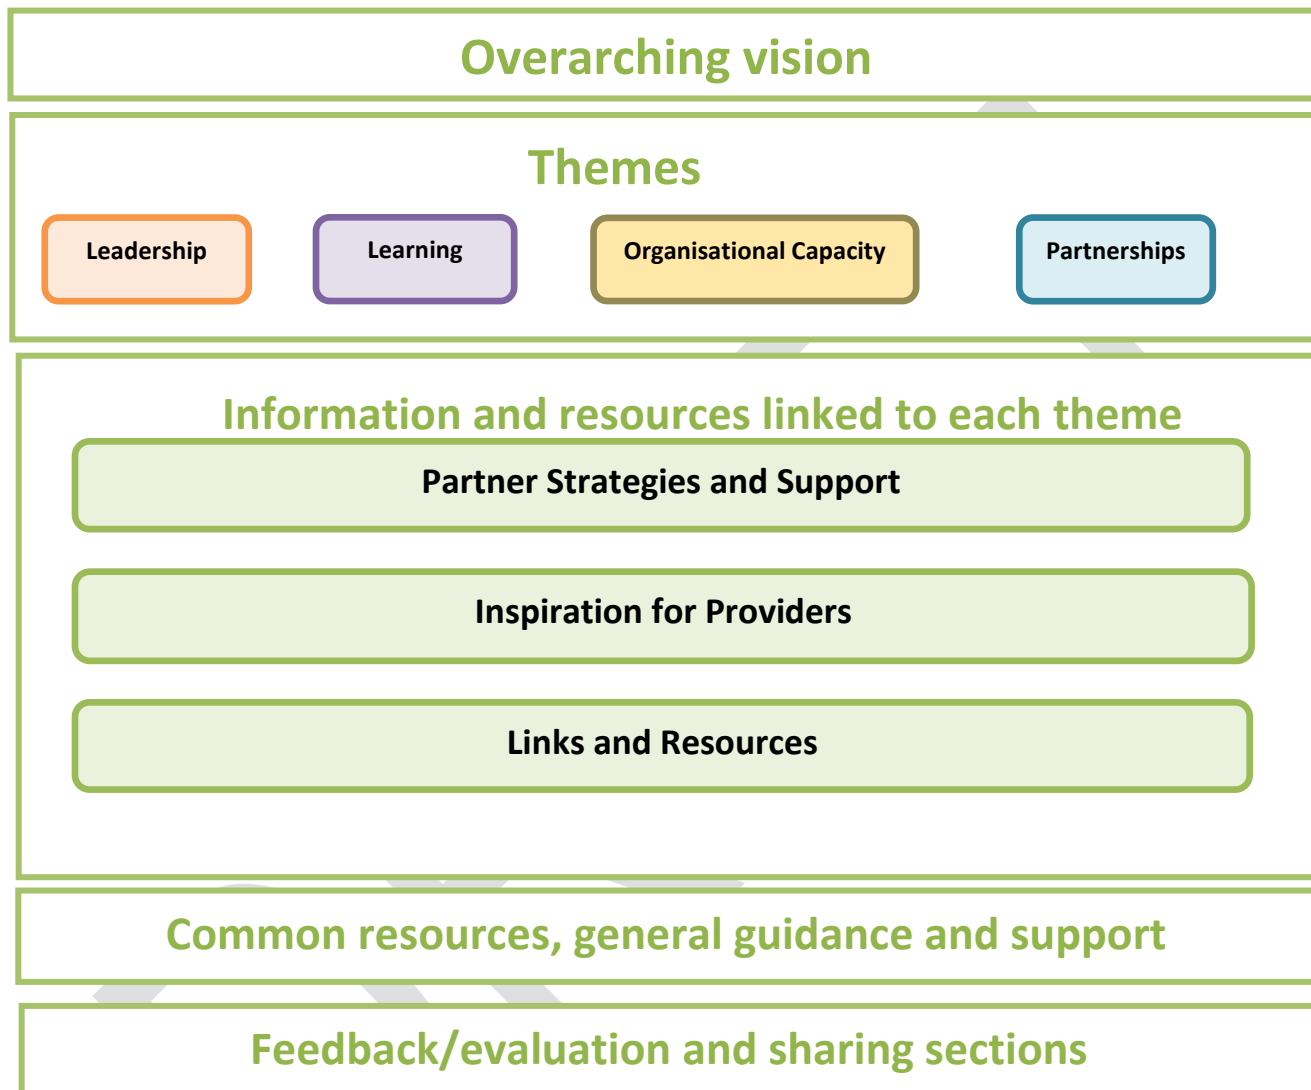 Overarching vision
Themes
Leadership
Learning
Organisational Capacity
Partnerships
Information and resources linked to each theme
Partner Strategies and Support
Inspiration for Providers
Links and Resources
Common resources, general guidance and support
Feedback/evaluation and sharing sections